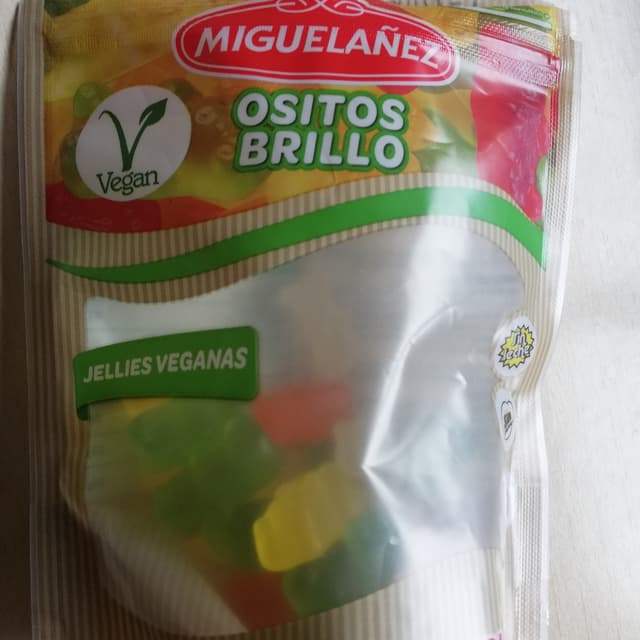 MIGUELAÑEZ
OSITOS
BRILLO
Vegan
JELLIES VEGANAS